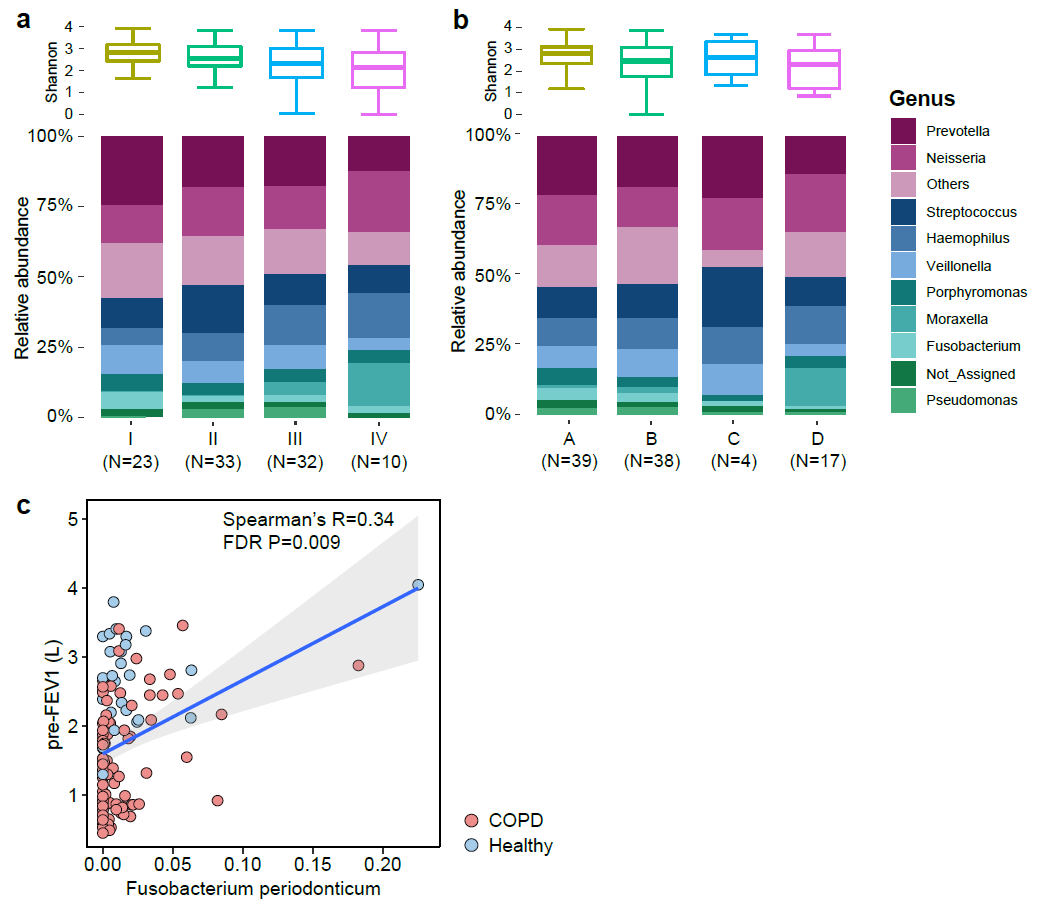 a
Shannon
4
3
2
1
0
Relative abundance
100%
75%
50%
25%
0%
I
(N=23)
II
(N=33)
III
(N=32)
IV
(N=10)
b
Shannon
4
3
2
1
0
Relative abundance
100%
75%
50%
25%
0%
A
(N=39)
B
(N=38)
C
(N=4)
D
(N=17)
Genus
Prevotella
Neisseria
Others
Streptococcus
Haemophilus
Veillonella
Porphyromonas
Moraxella
Fusobacterium
Not_Assigned
Pseudomonas
c
Spearman's R=0.34
FDR P=0.009
pre-FEV1 (L)
5
4
3
2
1
0.00
0.05
0.10
0.15
0.20
Fusobacterium periodonticum
COPD
Healthy